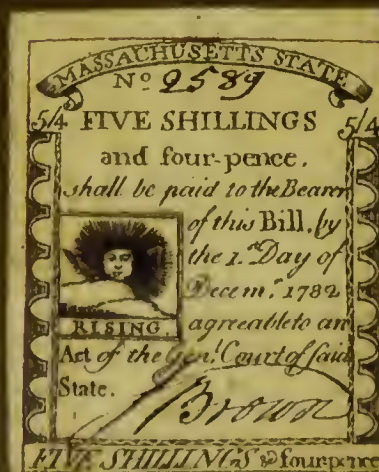 MASSACHUSETTS STATE
Nº 2589
5/4 FIVE SHILLINGS 5/4
and four-pence.
shall be paid to the Bearer
of this Bill, by
the 1.st Day of
Decem.r 1782
RISING agreeable to an
Act of the Gen.l Court of said
State.
Brown
FIVE SHILLINGS & fourpence